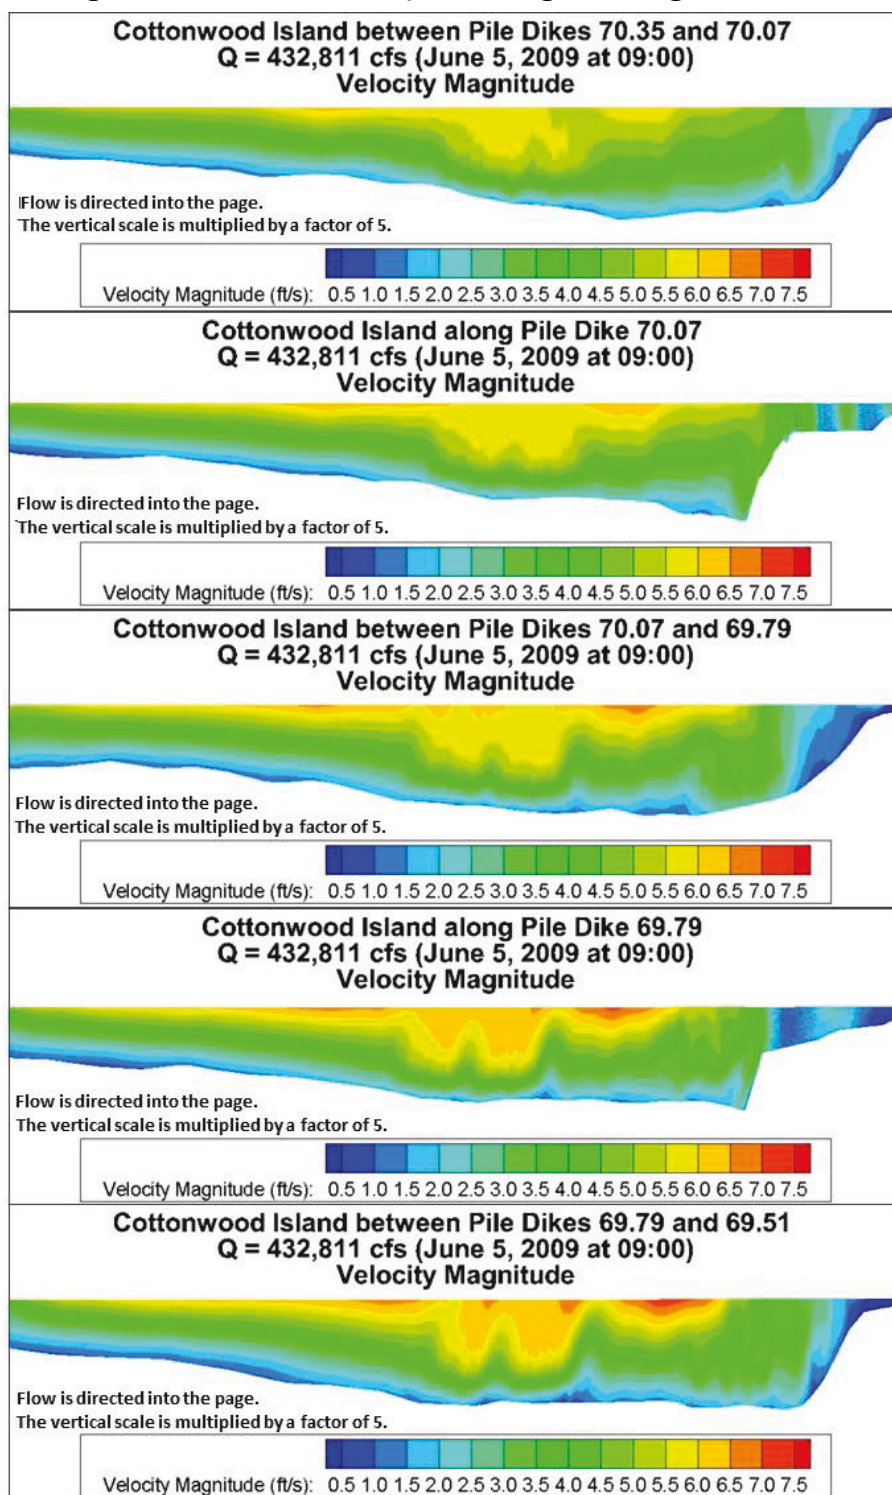 Cottonwood Island between Pile Dikes 70.35 and 70.07
Q = 432,811 cfs (June 5, 2009 at 09:00)
Velocity Magnitude
Flow is directed into the page.
The vertical scale is multiplied by a factor of 5.
Velocity Magnitude (ft/s): 0.5 1.0 1.5 2.0 2.5 3.0 3.5 4.0 4.5 5.0 5.5 6.0 6.5 7.0 7.5
Cottonwood Island along Pile Dike 70.07
Q = 432,811 cfs (June 5, 2009 at 09:00)
Velocity Magnitude
Flow is directed into the page.
The vertical scale is multiplied by a factor of 5.
Velocity Magnitude (ft/s): 0.5 1.0 1.5 2.0 2.5 3.0 3.5 4.0 4.5 5.0 5.5 6.0 6.5 7.0 7.5
Cottonwood Island between Pile Dikes 70.07 and 69.79
Q = 432,811 cfs (June 5, 2009 at 09:00)
Velocity Magnitude
Flow is directed into the page.
The vertical scale is multiplied by a factor of 5.
Velocity Magnitude (ft/s): 0.5 1.0 1.5 2.0 2.5 3.0 3.5 4.0 4.5 5.0 5.5 6.0 6.5 7.0 7.5
Cottonwood Island along Pile Dike 69.79
Q = 432,811 cfs (June 5, 2009 at 09:00)
Velocity Magnitude
Flow is directed into the page.
The vertical scale is multiplied by a factor of 5.
Velocity Magnitude (ft/s): 0.5 1.0 1.5 2.0 2.5 3.0 3.5 4.0 4.5 5.0 5.5 6.0 6.5 7.0 7.5
Cottonwood Island between Pile Dikes 69.79 and 69.51
Q = 432,811 cfs (June 5, 2009 at 09:00)
Velocity Magnitude
Flow is directed into the page.
The vertical scale is multiplied by a factor of 5.
Velocity Magnitude (ft/s): 0.5 1.0 1.5 2.0 2.5 3.0 3.5 4.0 4.5 5.0 5.5 6.0 6.5 7.0 7.5